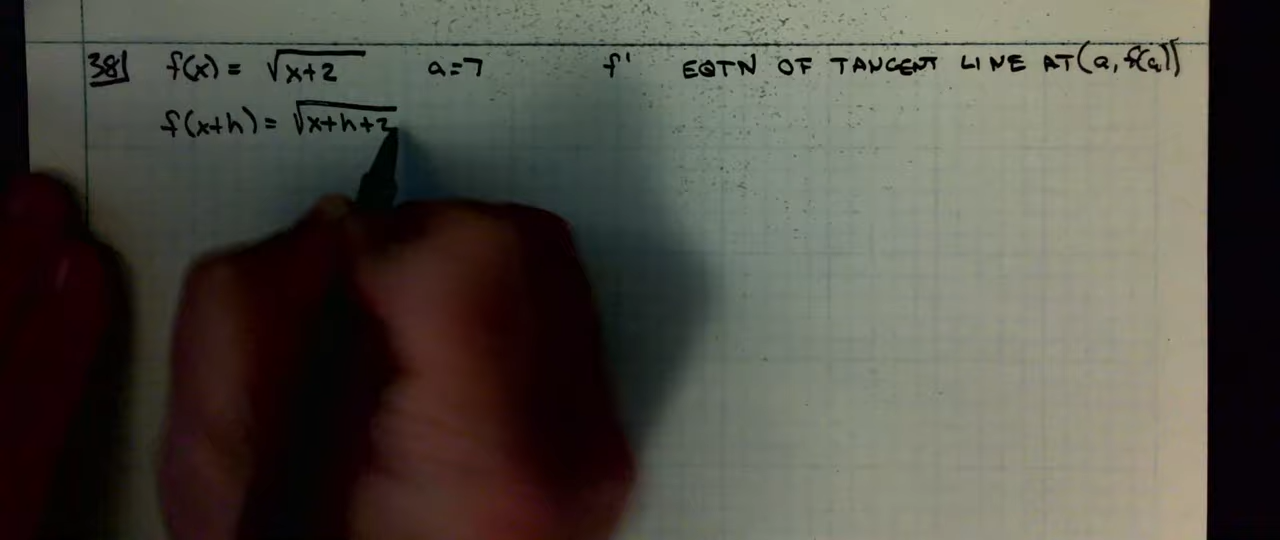 38] f(x) = √x+2 a=7 f' EQTN OF TANGENT LINE AT (a, f(a))
f(x+h) = √x+h+2